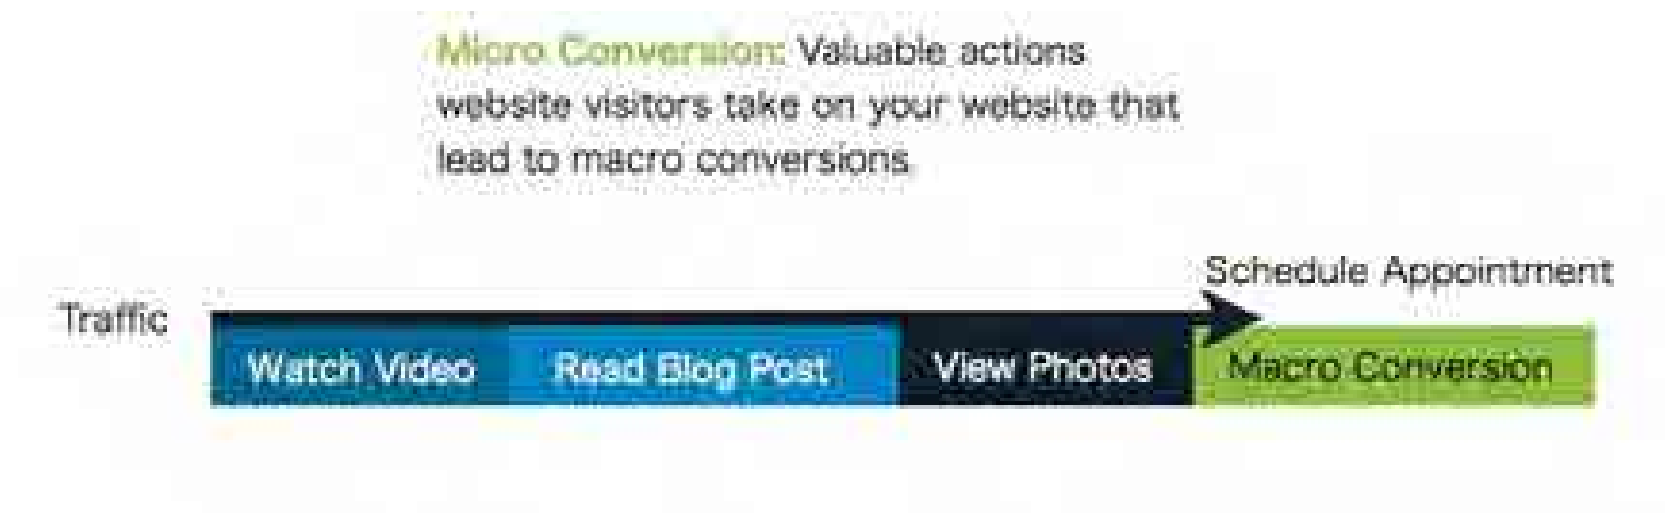 Micro Conversion: Valuable actions
website visitors take on your website that
lead to macro conversions.
Schedule Appointment
Traffic
Watch Video
Read Blog Post
View Photos
Macro Conversion